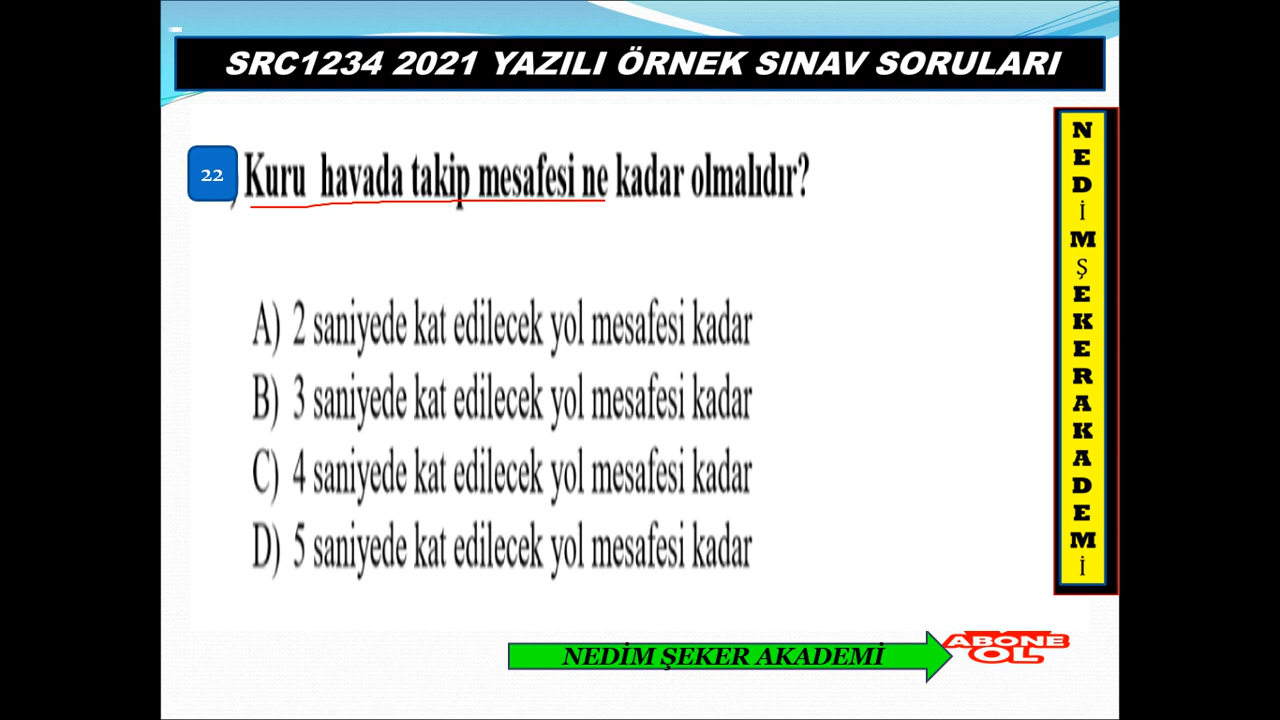 SRC1234 2021 YAZILI ÖRNEK SINAV SORULARI
22
) Kuru havada takip mesafesi ne kadar olmalıdır?
A) 2 saniyede kat edilecek yol mesafesi kadar
B) 3 saniyede kat edilecek yol mesafesi kadar
C) 4 saniyede kat edilecek yol mesafesi kadar
D) 5 saniyede kat edilecek yol mesafesi kadar
NEDİMŞEKERAKADEMİ
NEDİM ŞEKER AKADEMİ
ABONE
OL